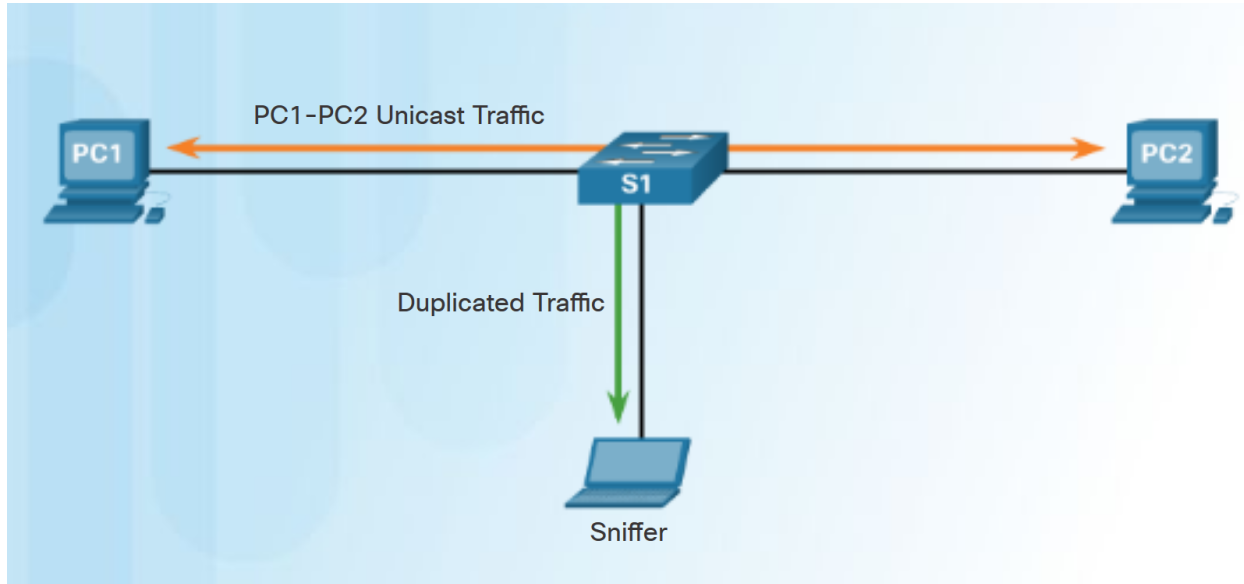 PC1-PC2 Unicast Traffic
PC1
PC2
S1
Duplicated Traffic
Sniffer